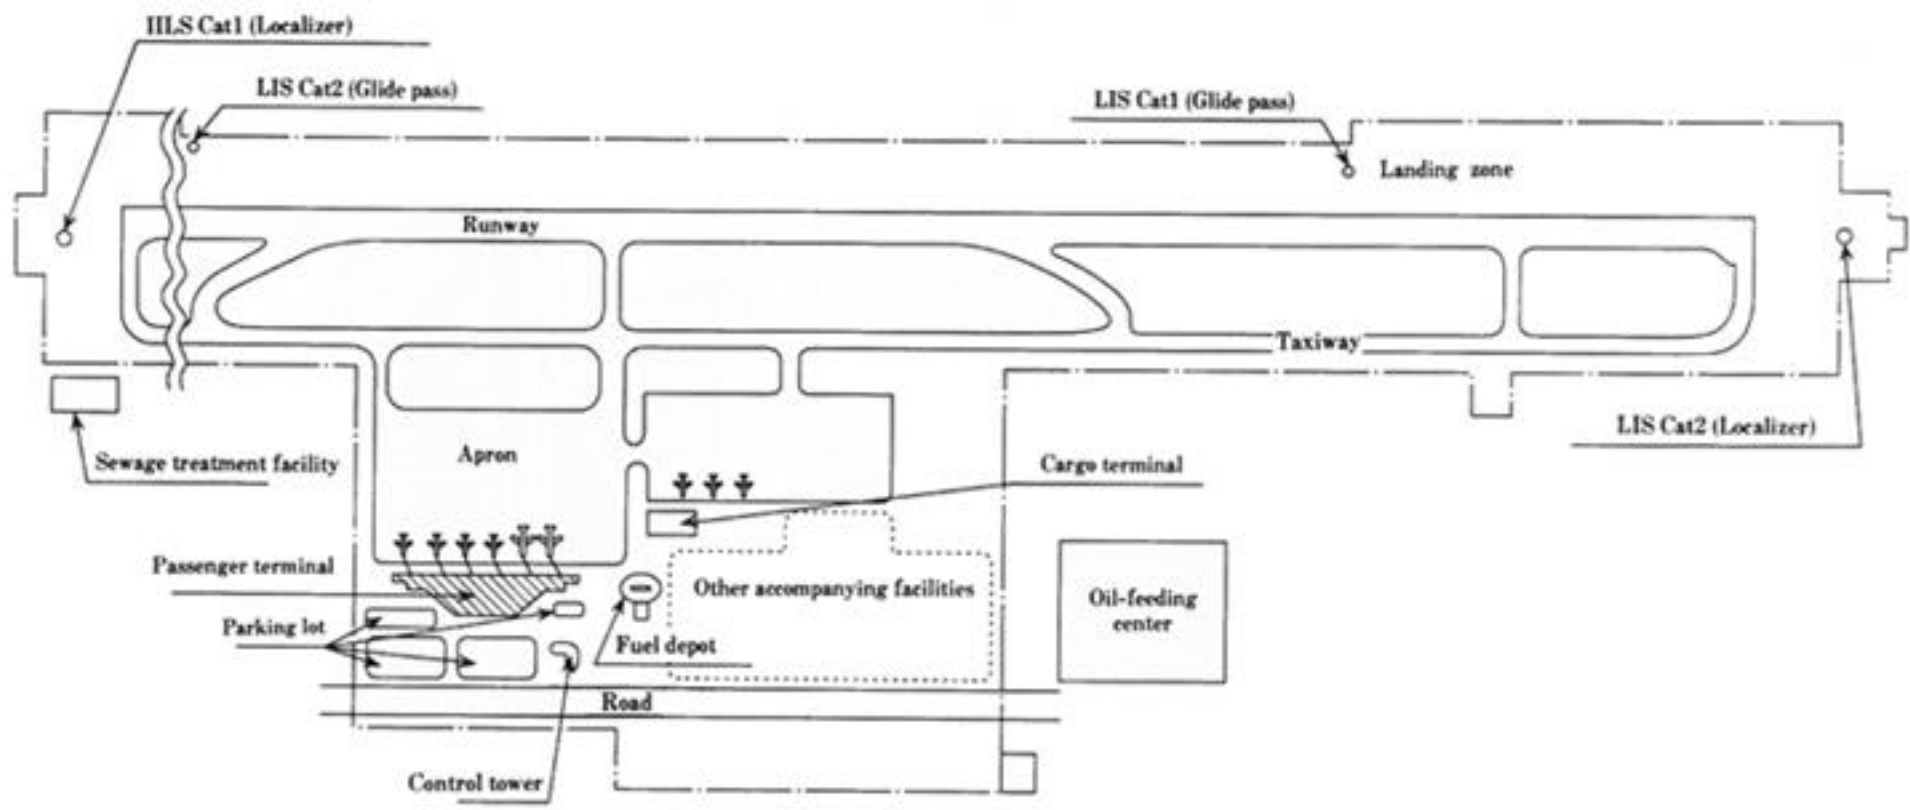 IILS Cat1 (Localizer)
LIS Cat2 (Glide pass)
LIS Cat1 (Glide pass)
Landing zone
Runway
Taxiway
LIS Cat2 (Localizer)
Sewage treatment facility
Apron
Cargo terminal
Passenger terminal
Other accompanying facilities
Oil-feeding
center
Parking lot
Fuel depot
Road
Control tower